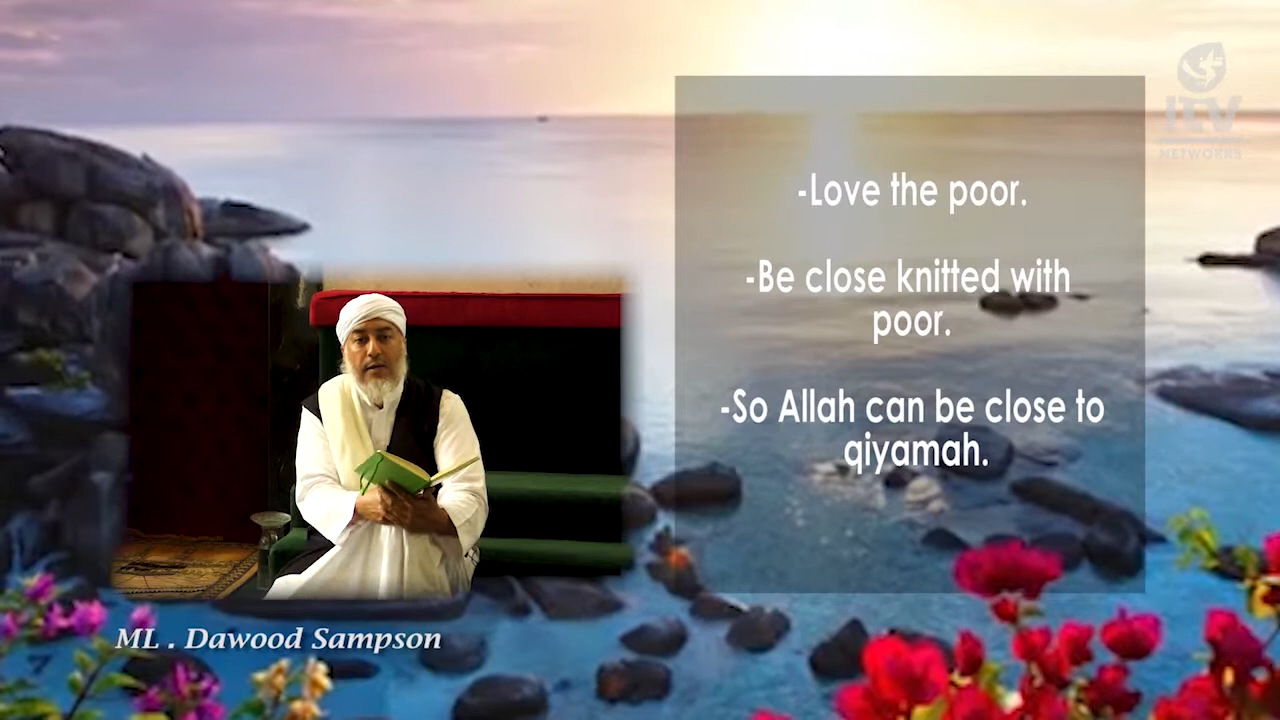 ITV
NETWORKS
-Love the poor.
-Be close knitted with
poor.
-So Allah can be close to
qiyamah.
ML . Dawood Sampson